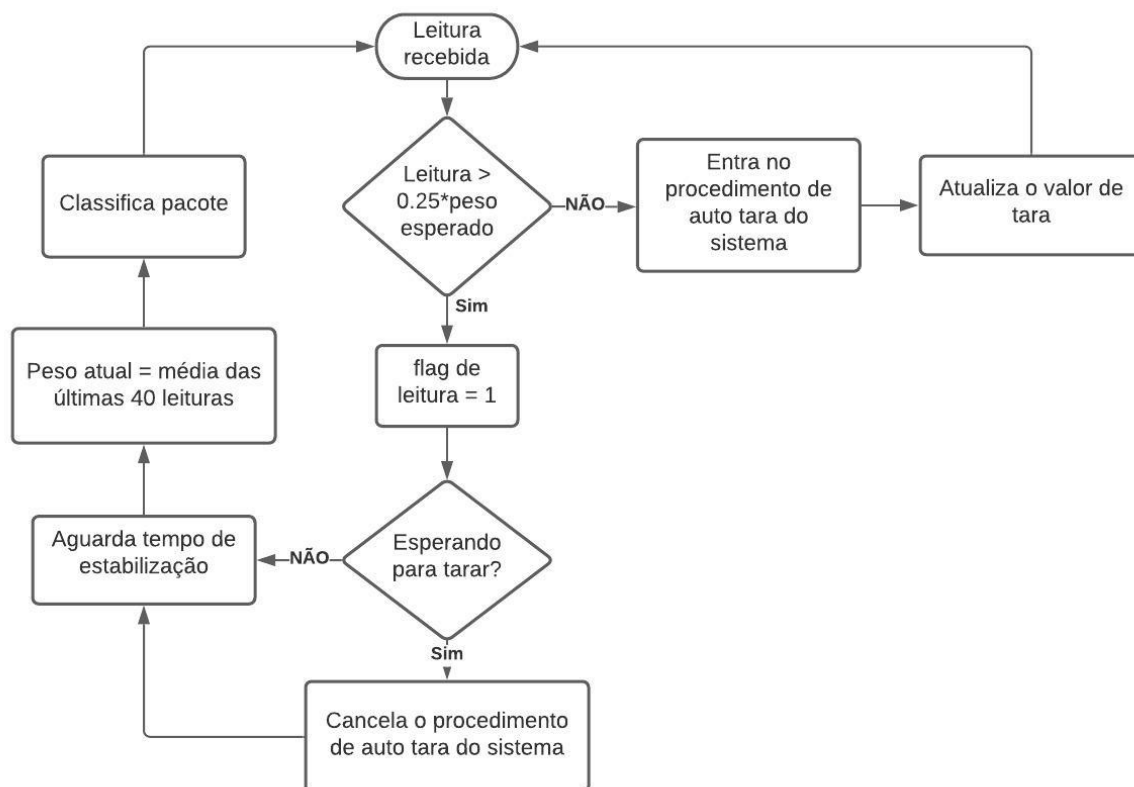 Leitura
recebida
Leitura >
0.25*peso
esperado
NÃO
Entra no
procedimento de
auto tara do
sistema
Atualiza o valor de
tara
Sim
flag de
leitura = 1
Esperando
para tarar?
NÃO
Sim
Cancela o procedimento
de auto tara do sistema
Aguarda tempo de
estabilização
Peso atual = média das
últimas 40 leituras
Classifica pacote